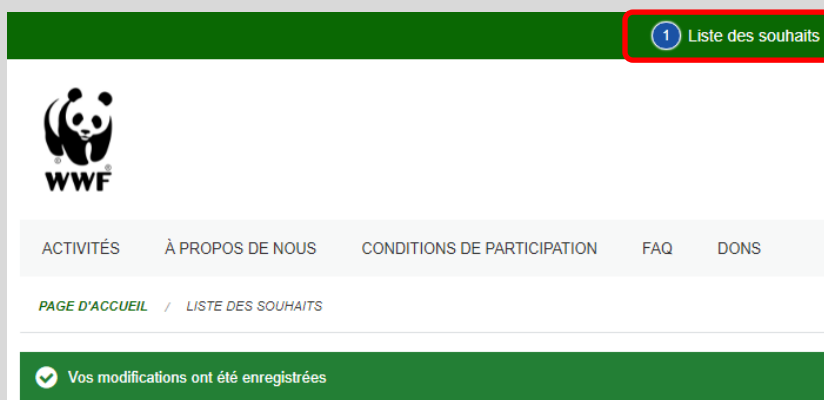 1 Liste des souhaits
WWF
ACTIVITÉS À PROPOS DE NOUS CONDITIONS DE PARTICIPATION FAQ DONS
PAGE D'ACCUEIL / LISTE DES SOUHAITS
Vos modifications ont été enregistrées